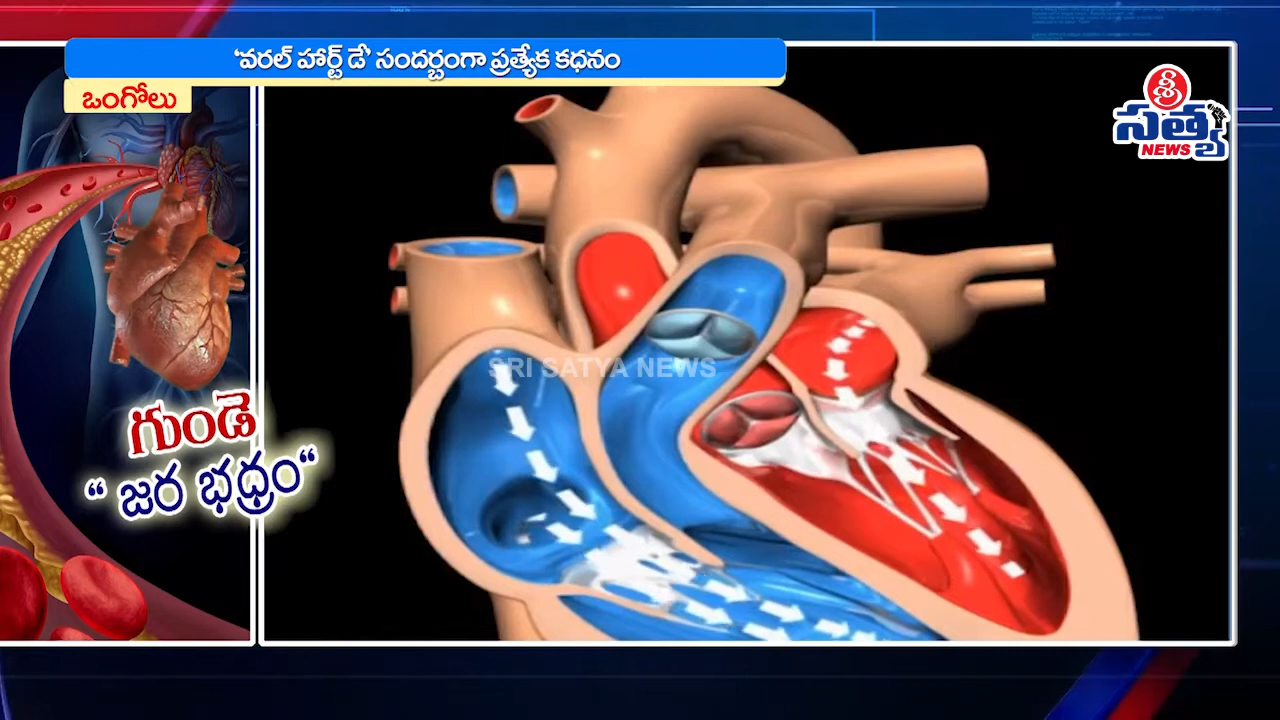 ‘వరల్ హార్ట్ డే’ సందర్భంగా ప్రత్యేక కథనం
ఒంగోలు
శ్రీ
సత్య
NEWS
SRI SATYA NEWS
గుండె
“ జర భద్రం“